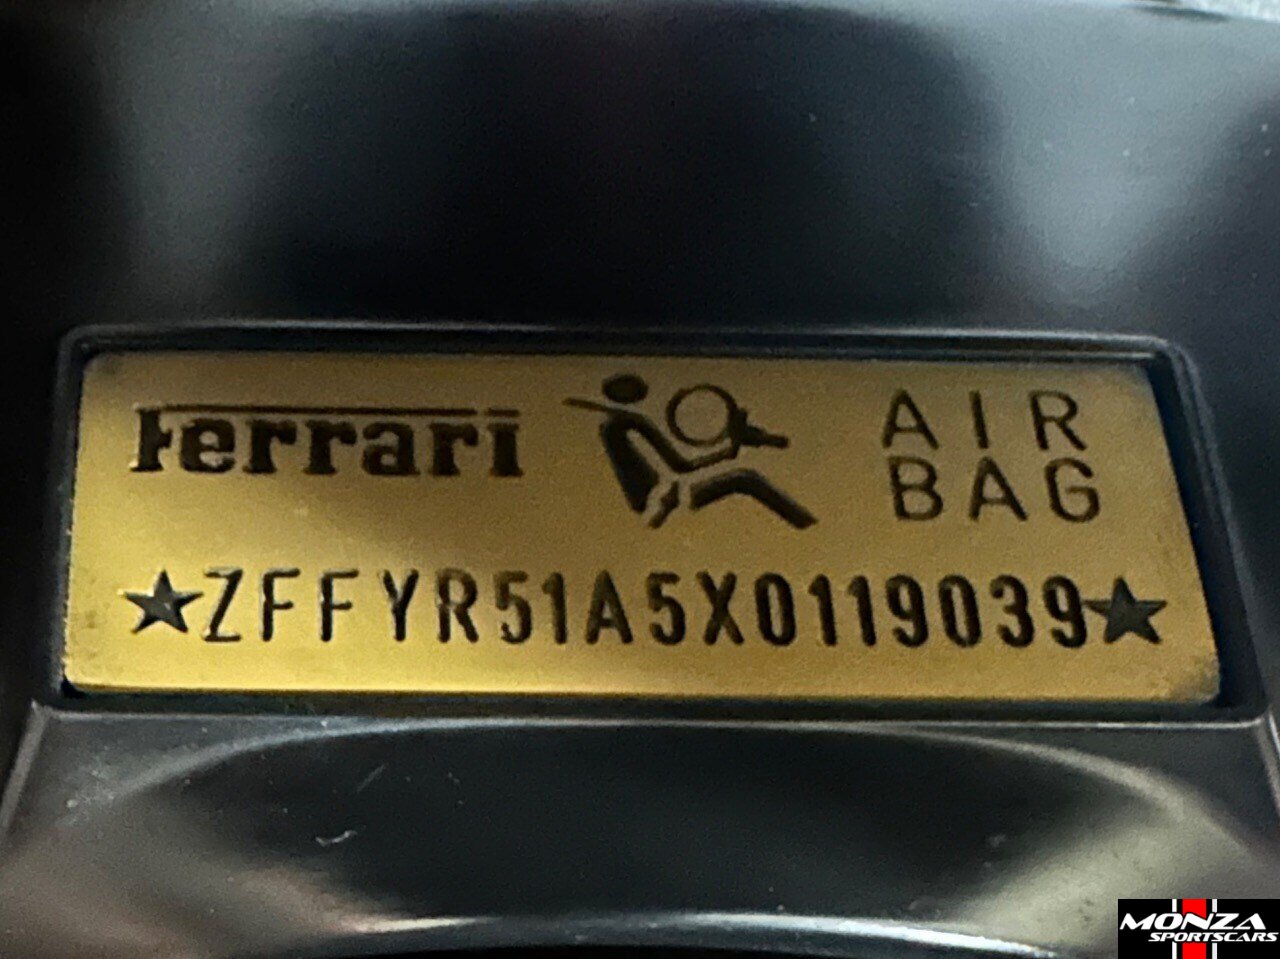 Ferrari
AIR
BAG
★ZFFYR51A5X0119039★
MONZA
SPORTSCARS